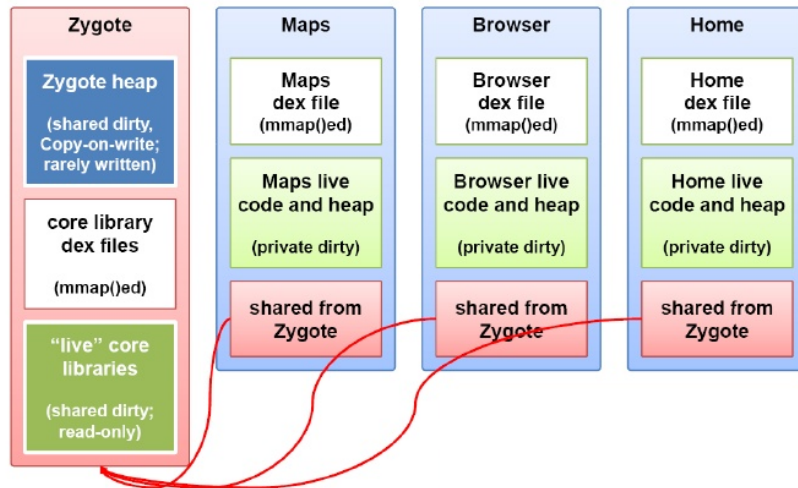 Zygote
Zygote heap
(shared dirty,
Copy-on-write;
rarely written)
core library
dex files
(mmap()ed)
“live” core
libraries
(shared dirty;
read-only)
Maps
Maps
dex file
(mmap()ed)
Maps live
code and heap
(private dirty)
shared from
Zygote
Browser
Browser
dex file
(mmap()ed)
Browser live
code and heap
(private dirty)
shared from
Zygote
Home
Home
dex file
(mmap()ed)
Home live
code and heap
(private dirty)
shared from
Zygote